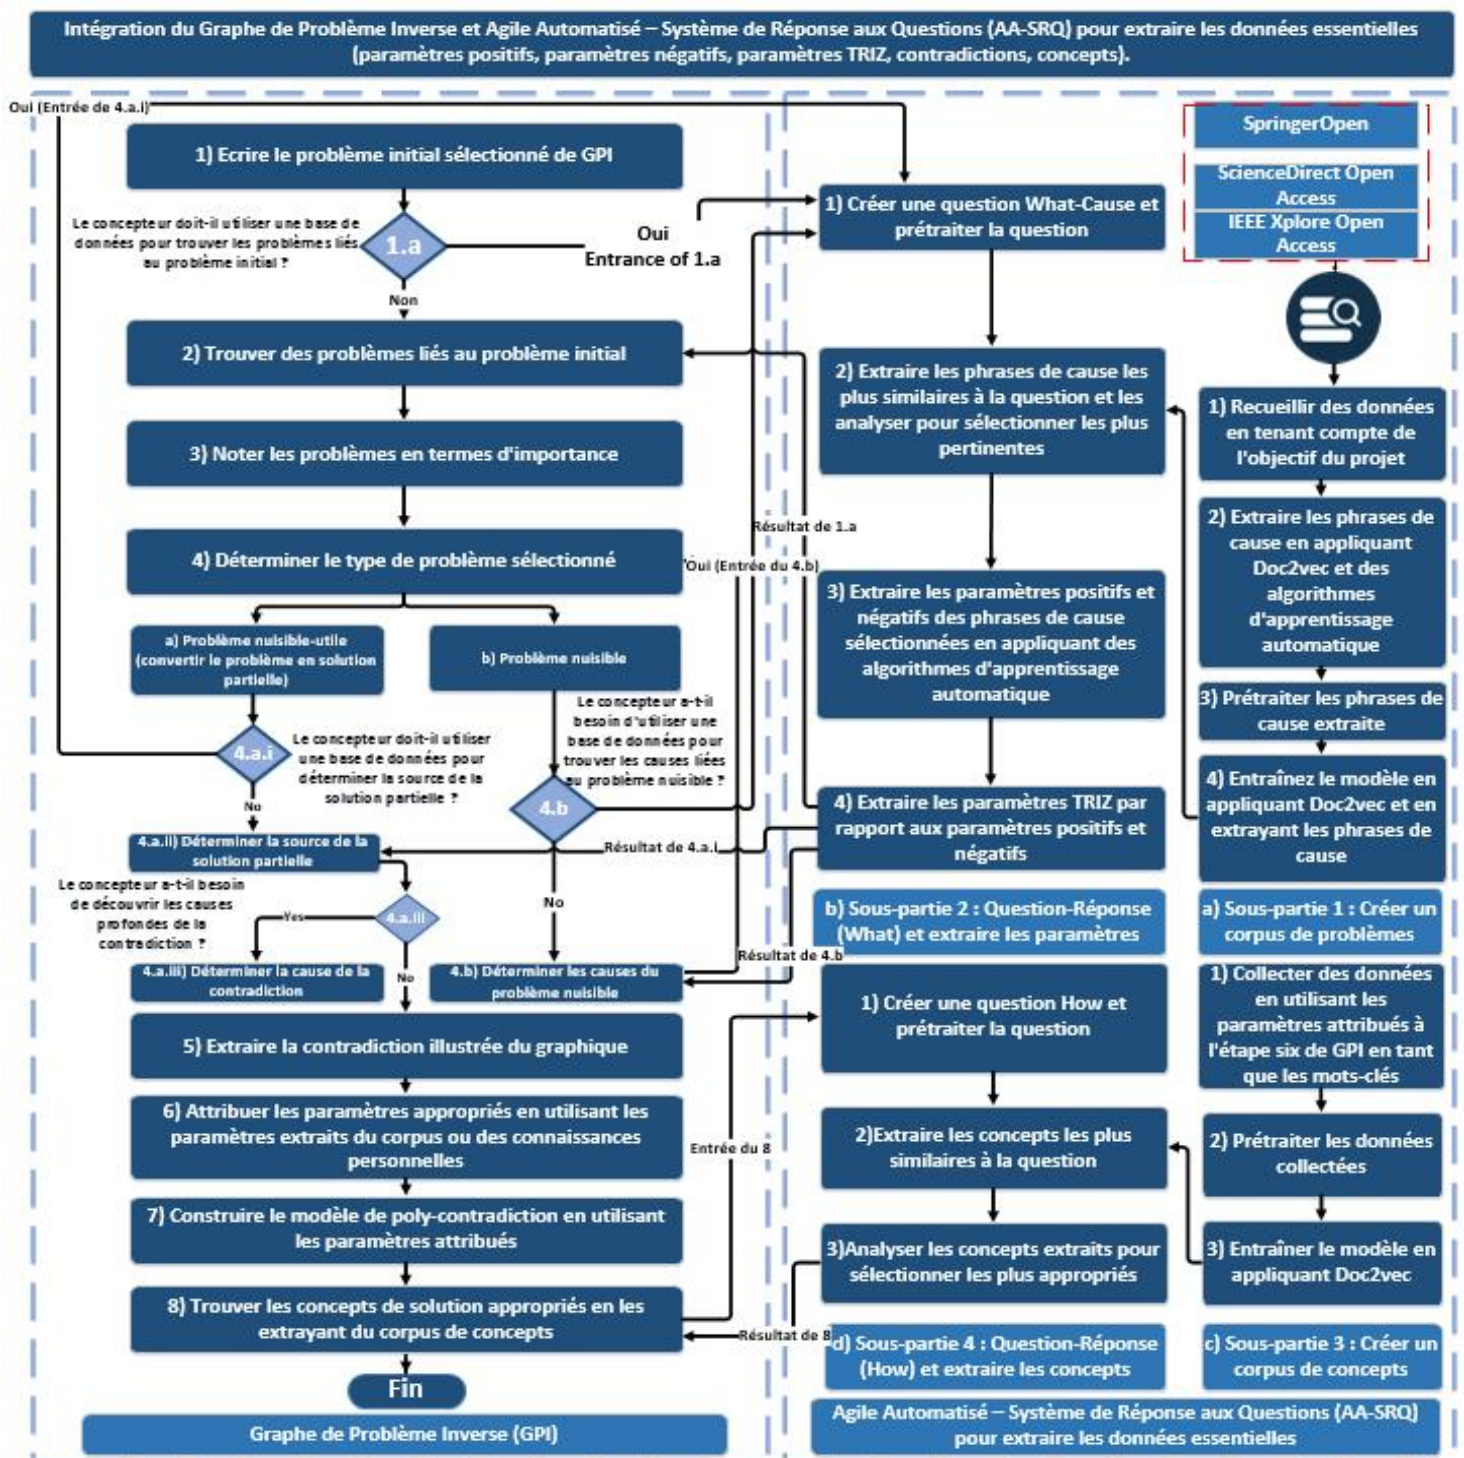 Intégration du Graphe de Problème Inverse et Agile Automatisé – Système de Réponse aux Questions (AA-SRQ) pour extraire les données essentielles
(paramètres positifs, paramètres négatifs, paramètres TRIZ, contradictions, concepts).
Oui (Entrée de 4.a.i)
1) Ecrire le problème initial sélectionné de GPI
Le concepteur doit-il utiliser une base de
données pour trouver les problèmes liés
au problème initial ?
1.a
Oui
Entrance of 1.a
Non
2) Trouver des problèmes liés au problème initial
3) Noter les problèmes en termes d'importance
4) Déterminer le type de problème sélectionné
a) Problème nuisible-utile
(convertir le problème en solution
partielle)
b) Problème nuisible
4.a.i
Le concepteur doit-il utiliser
une base de données pour
déterminer la source de la
solution partielle ?
Le concepteur a-t-il
besoin d'utiliser une
base de données pour
trouver les causes liées
au problème nuisible ?
4.b
No
4.a.ii) Déterminer la source de la
solution partielle
Le concepteur a-t-il besoin
de découvrir les causes
profondes de la
contradiction ?
Yes
4.a.iii
No
No
4.a.iii) Déterminer la cause de la
contradiction
4.b) Déterminer les causes du
problème nuisible
5) Extraire la contradiction illustrée du graphique
6) Attribuer les paramètres appropriés en utilisant les
paramètres extraits du corpus ou des connaissances
personnelles
7) Construire le modèle de poly-contradiction en utilisant
les paramètres attribués
8) Trouver les concepts de solution appropriés en les
extrayant du corpus de concepts
Fin
Graphe de Problème Inverse (GPI)
Résultat de 1.a
Oui (Entrée du 4.b)
Résultat de 4.a.i
Résultat de 4.b
Entrée du 8
Résultat de 8
1) Créer une question What-Cause et
prétraiter la question
2) Extraire les phrases de cause les
plus similaires à la question et les
analyser pour sélectionner les plus
pertinentes
3) Extraire les paramètres positifs et
négatifs des phrases de cause
sélectionnées en appliquant des
algorithmes d'apprentissage
automatique
4) Extraire les paramètres TRIZ par
rapport aux paramètres positifs et
négatifs
b) Sous-partie 2 : Question-Réponse
(What) et extraire les paramètres
1) Créer une question How et
prétraiter la question
2)Extraire les concepts les plus
similaires à la question
3)Analyser les concepts extraits pour
sélectionner les plus appropriés
d) Sous-partie 4 : Question-Réponse
(How) et extraire les concepts
SpringerOpen
ScienceDirect Open
Access
IEEE Xplore Open
Access
1) Recueillir des données
en tenant compte de
l'objectif du projet
2) Extraire les phrases de
cause en appliquant
Doc2vec et des
algorithmes
d'apprentissage
automatique
3) Prétraiter les phrases de
cause extraite
4) Entraînez le modèle en
appliquant Doc2vec et en
extrayant les phrases de
cause
a) Sous-partie 1 : Créer un
corpus de problèmes
1) Collecter des données
en utilisant les
paramètres attribués à
l'étape six de GPI en tant
que les mots-clés
2) Prétraiter les données
collectées
3) Entraîner le modèle en
appliquant Doc2vec
c) Sous-partie 3 : Créer un
corpus de concepts
Agile Automatisé – Système de Réponse aux Questions (AA-SRQ)
pour extraire les données essentielles